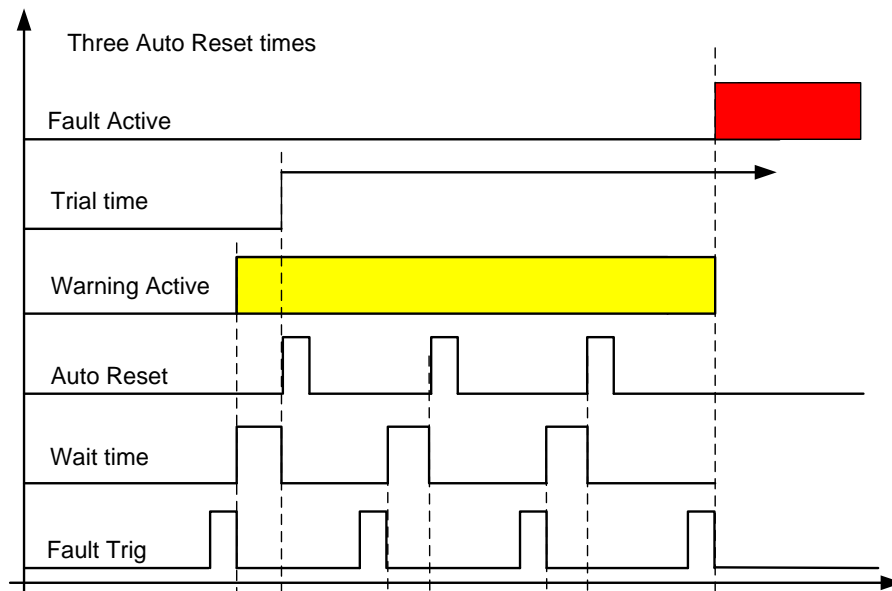 Three Auto Reset times
Fault Active
Trial time
Warning Active
Auto Reset
Wait time
Fault Trig